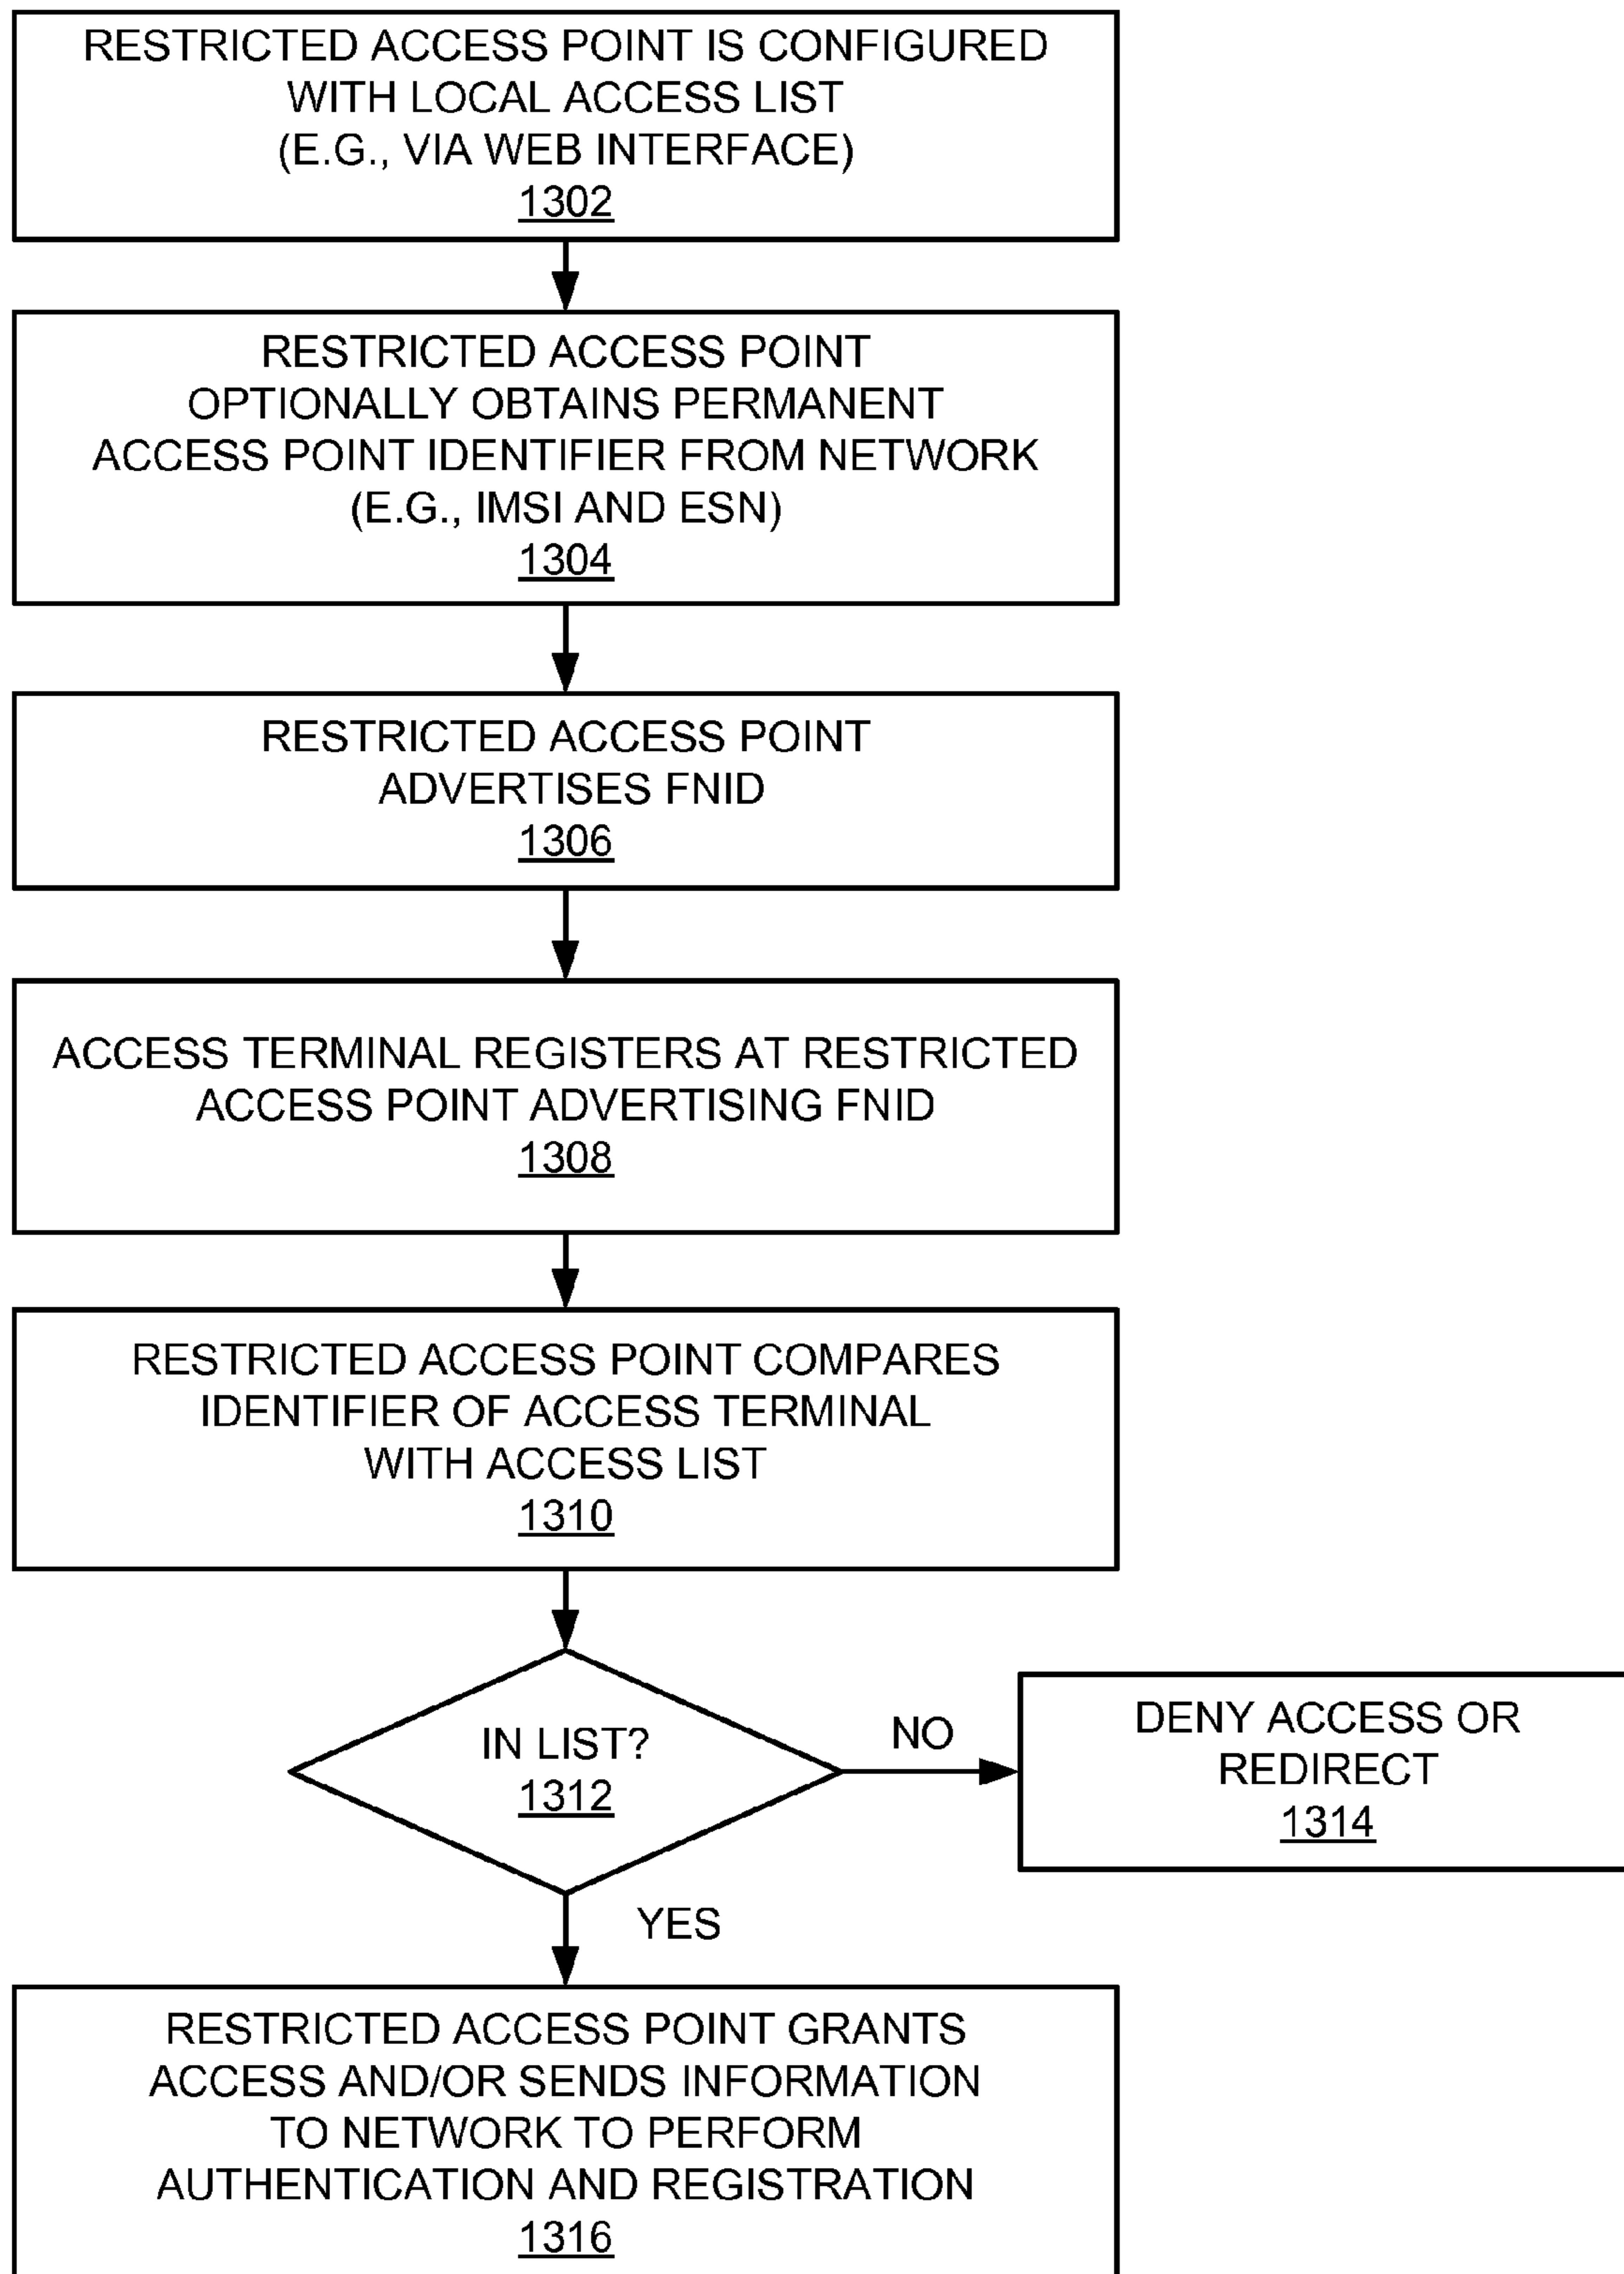 RESTRICTED ACCESS POINT IS CONFIGURED
WITH LOCAL ACCESS LIST
(E.G., VIA WEB INTERFACE)
1302
RESTRICTED ACCESS POINT
OPTIONALLY OBTAINS PERMANENT
ACCESS POINT IDENTIFIER FROM NETWORK
(E.G., IMSI AND ESN)
1304
RESTRICTED ACCESS POINT
ADVERTISES FNID
1306
ACCESS TERMINAL REGISTERS AT RESTRICTED
ACCESS POINT ADVERTISING FNID
1308
RESTRICTED ACCESS POINT COMPARES
IDENTIFIER OF ACCESS TERMINAL
WITH ACCESS LIST
1310
IN LIST?
1312
NO
DENY ACCESS OR
REDIRECT
1314
YES
RESTRICTED ACCESS POINT GRANTS
ACCESS AND/OR SENDS INFORMATION
TO NETWORK TO PERFORM
AUTHENTICATION AND REGISTRATION
1316